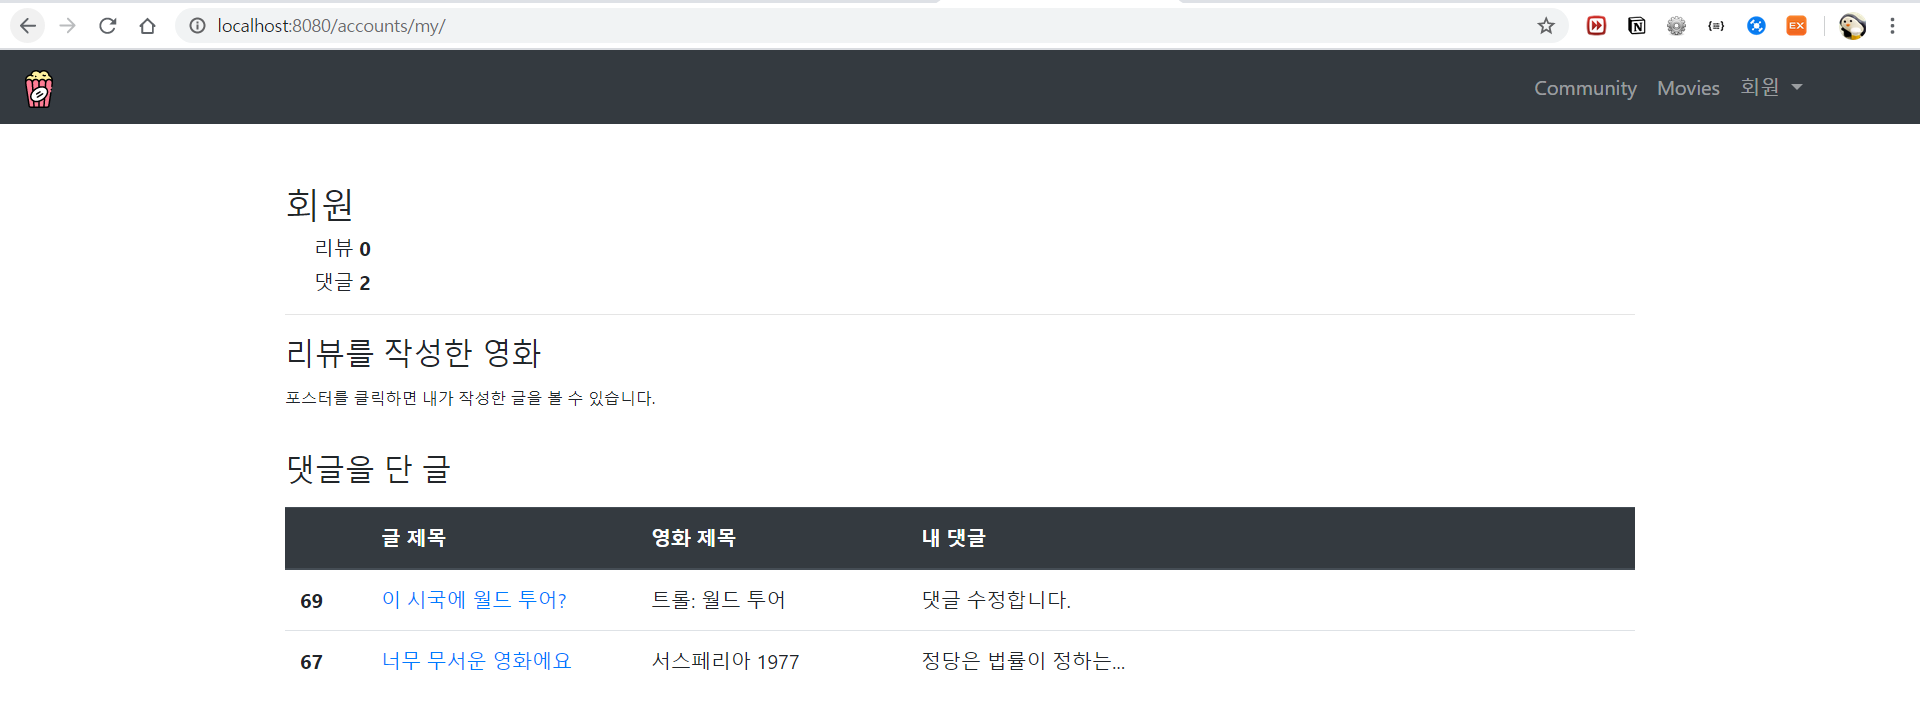 localhost:8080/accounts/my/
EX
Community Movies 회원
회원
리뷰 0
댓글 2
리뷰를 작성한 영화
포스터를 클릭하면 내가 작성한 글을 볼 수 있습니다.
댓글을 단 글
글 제목 영화 제목 내 댓글
69 이 시국에 월드 투어? 트롤: 월드 투어 댓글 수정합니다.
67 너무 무서운 영화에요 서스페리아 1977 정당은 법률이 정하는...